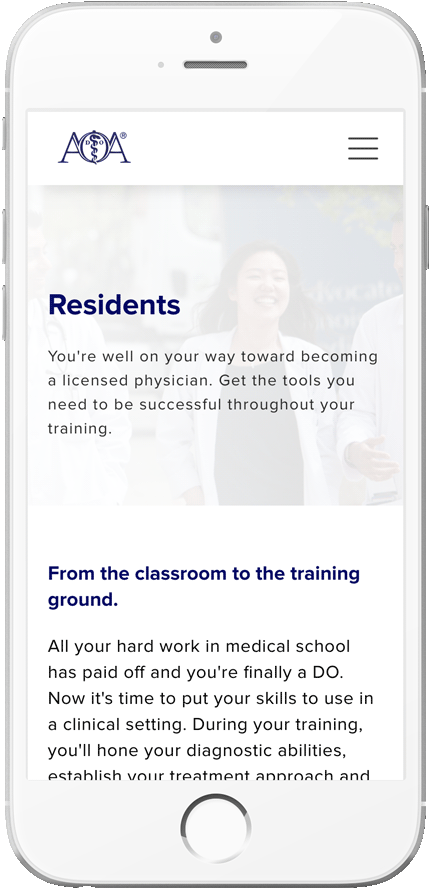 AOA®
DO
Residents
You're well on your way toward becoming
a licensed physician. Get the tools you
need to be successful throughout your
training.
From the classroom to the training
ground.
All your hard work in medical school
has paid off and you're finally a DO.
Now it's time to put your skills to use in
a clinical setting. During your training,
you'll hone your diagnostic abilities,
establish your treatment approach and